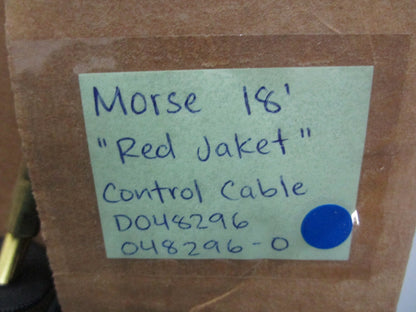 Morse 18'
"Red Jaket"
Control Cable
D048296
048296-0